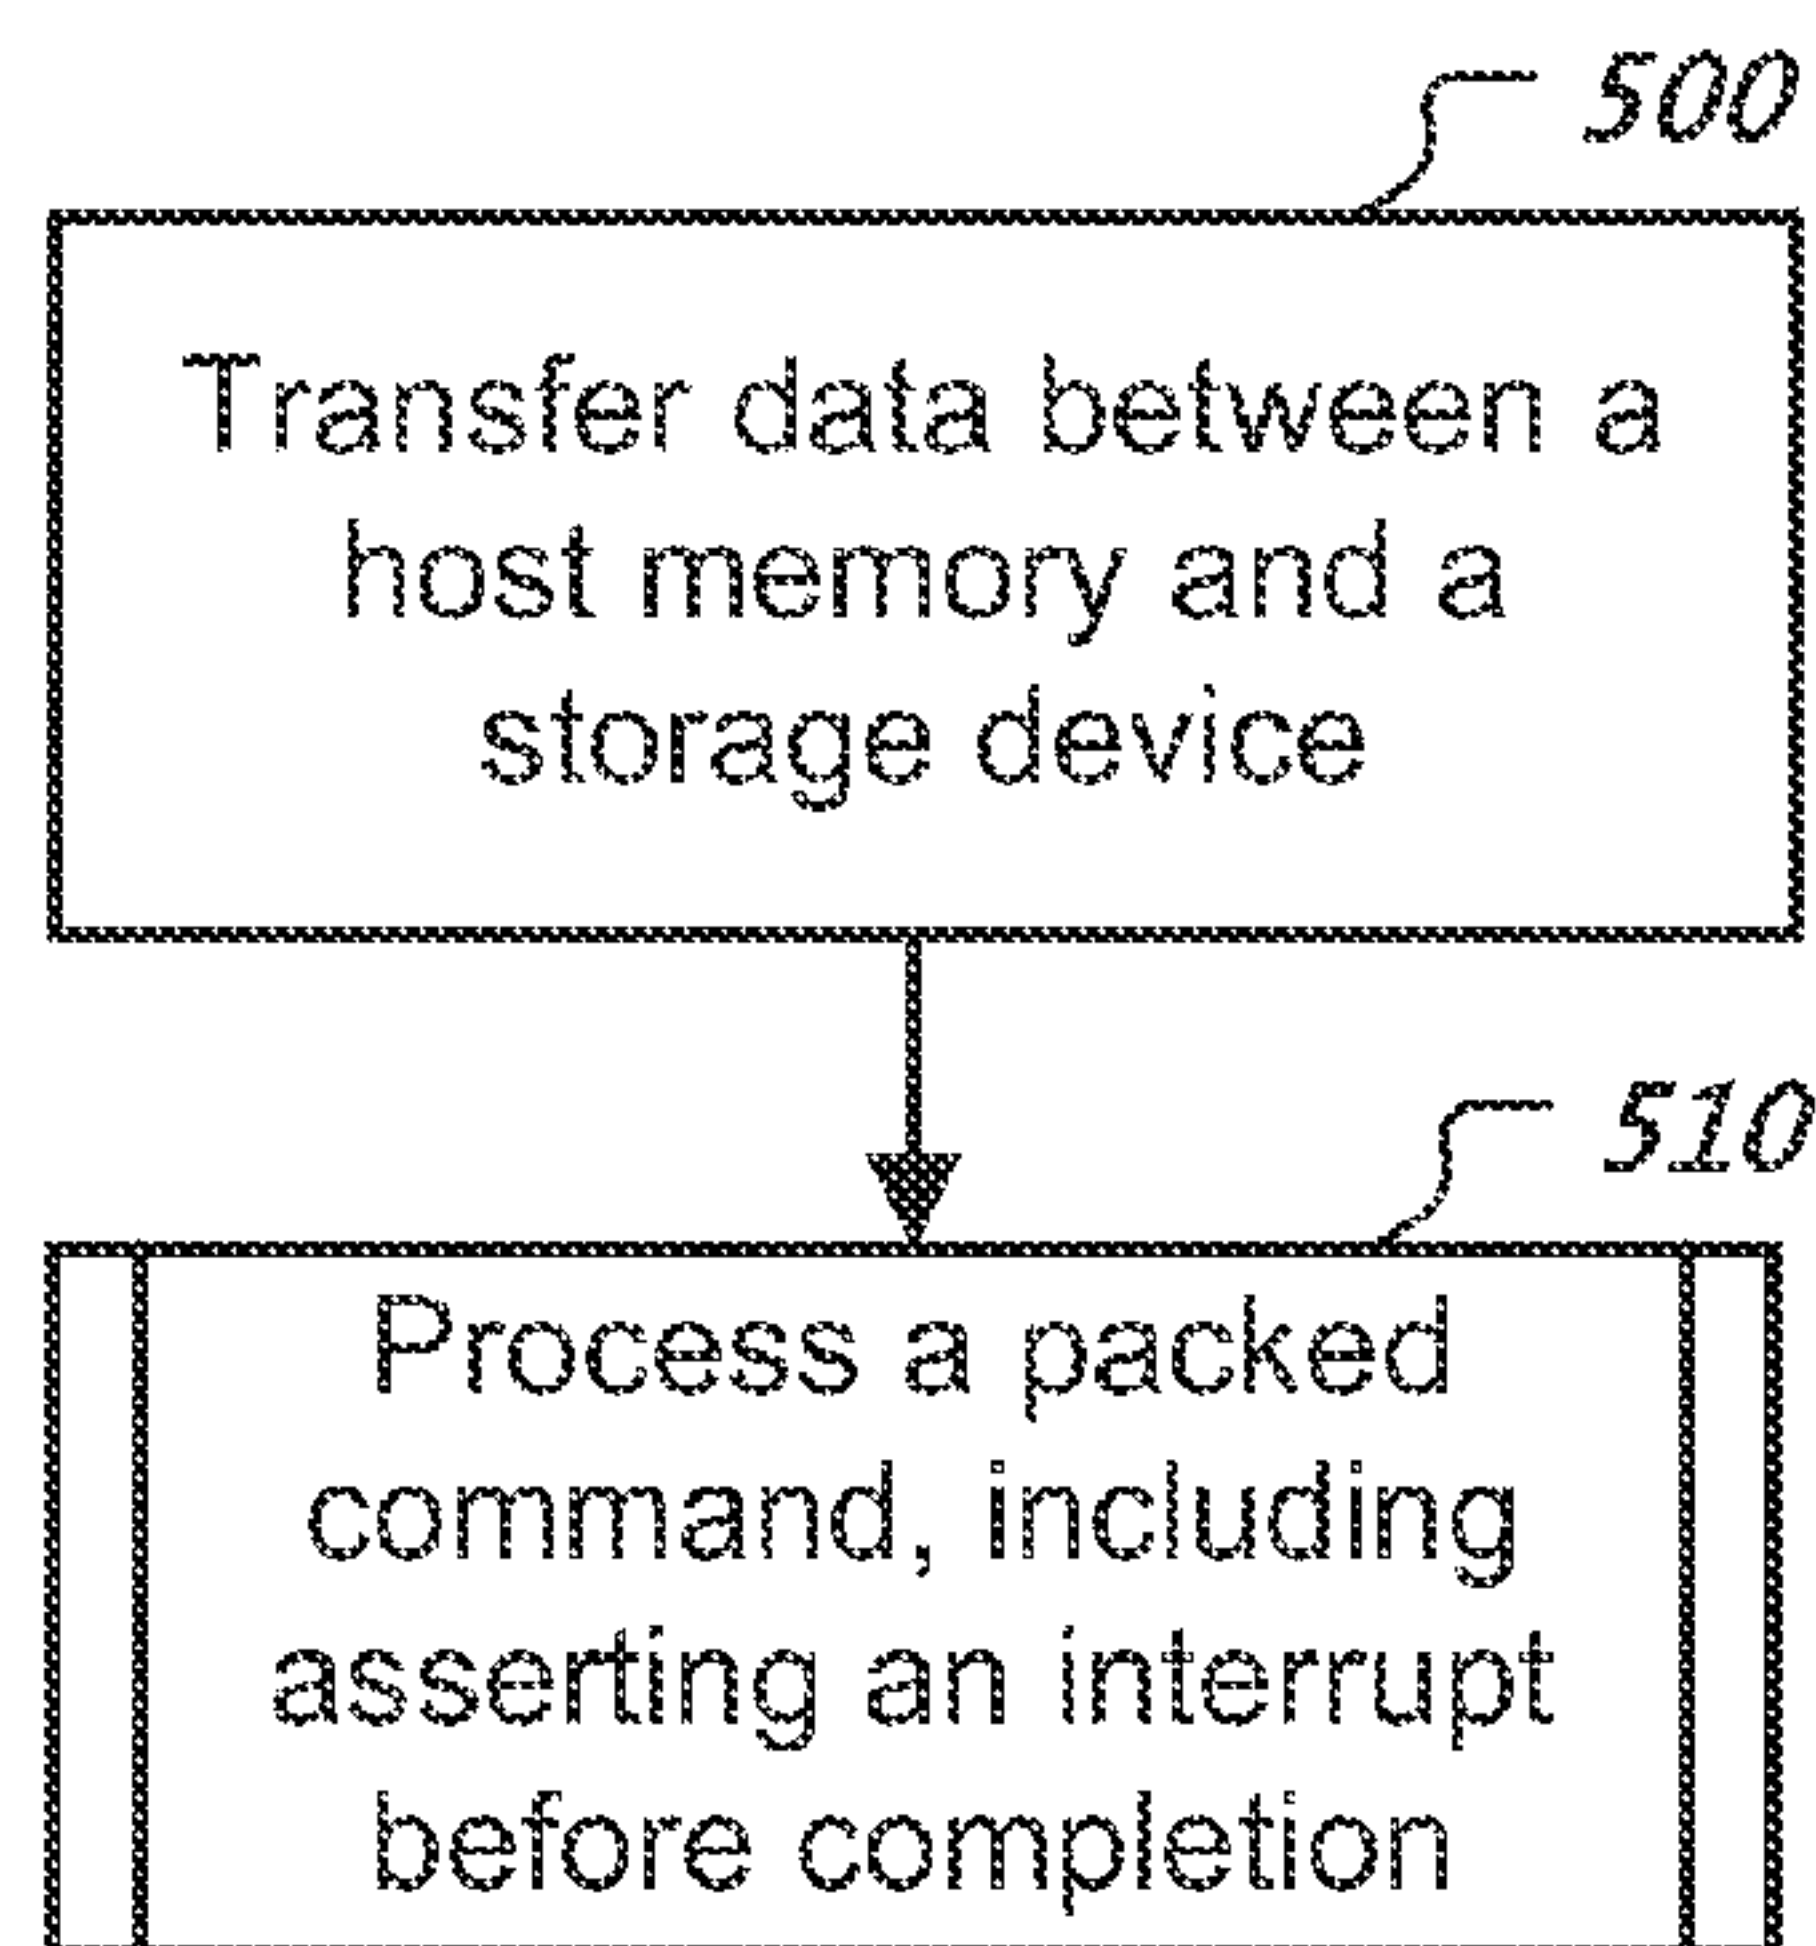 500
Transfer data between a
host memory and a
storage device
510
Process a packed
command, including
asserting an interrupt
before completion